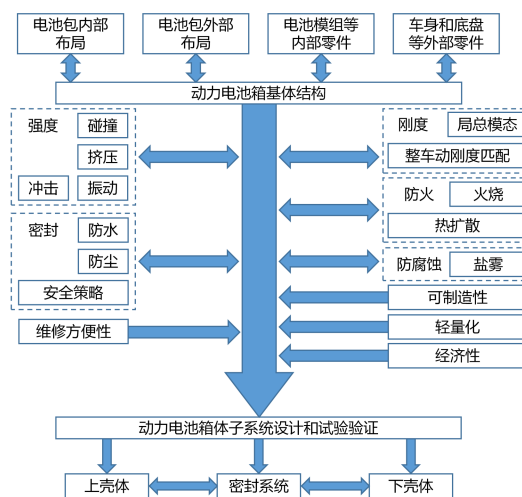 电池包内部
布局
电池包外部
布局
电池模组等
内部零件
车身和底盘
等外部零件
动力电池箱基体结构
强度
碰撞
挤压
冲击
振动
密封
防水
防尘
安全策略
维修方便性
刚度
局总模态
整车动刚度匹配
防火
火烧
热扩散
防腐蚀
盐雾
可制造性
轻量化
经济性
动力电池箱体子系统设计和试验验证
上壳体
密封系统
下壳体